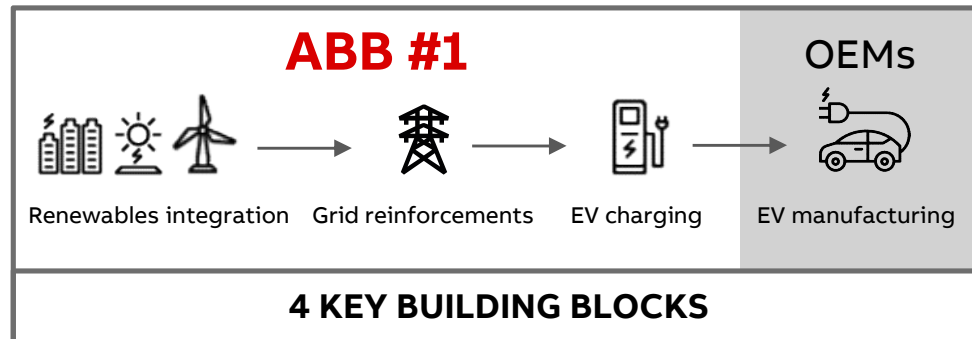 ABB #1
OEMs
Renewables integration
Grid reinforcements
EV charging
EV manufacturing
4 KEY BUILDING BLOCKS